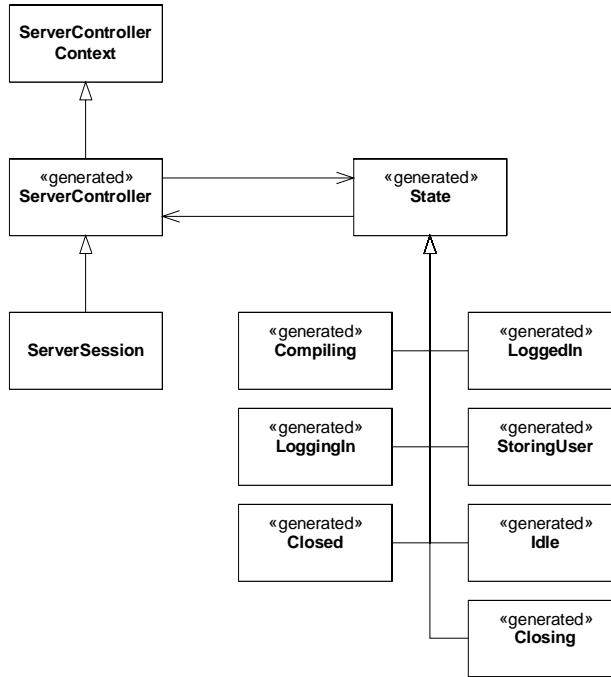 ServerController
Context
«generated»
ServerController
«generated»
State
ServerSession
«generated»
Compiling
«generated»
LoggedIn
«generated»
LoggingIn
«generated»
StoringUser
«generated»
Closed
«generated»
Idle
«generated»
Closing